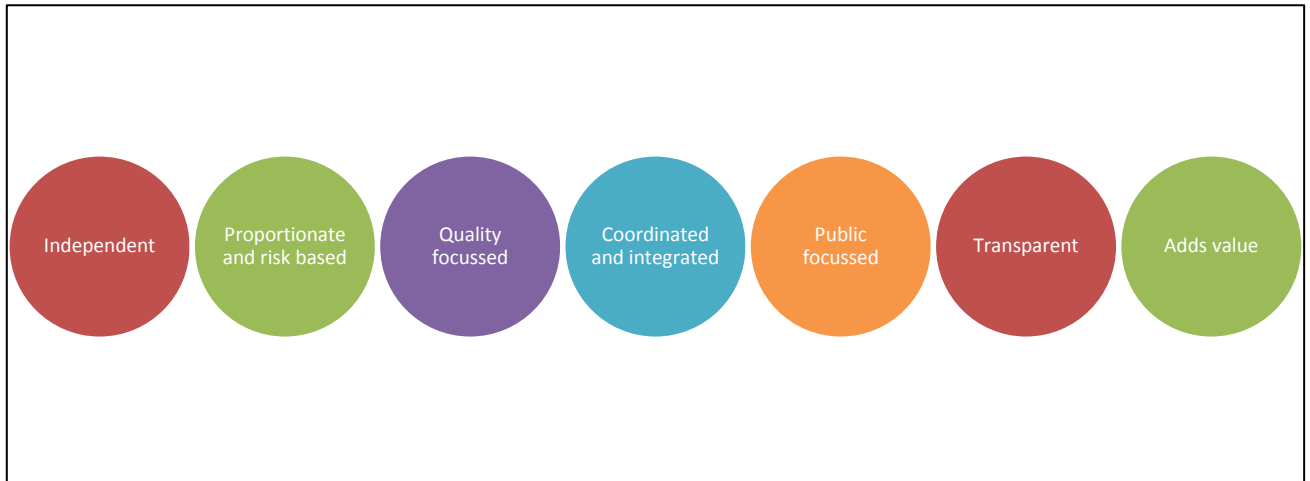 Independent
Proportionate
and risk based
Quality
focussed
Coordinated
and integrated
Public
focussed
Transparent
Adds value